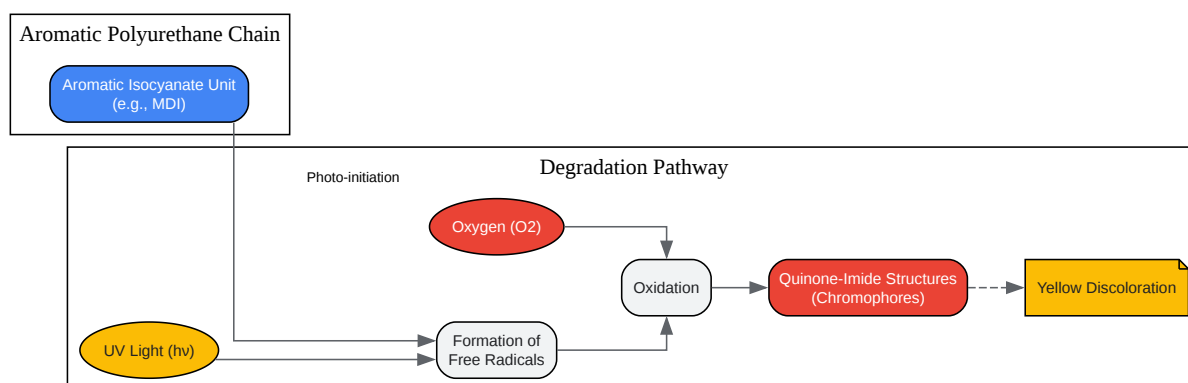 Aromatic Polyurethane Chain
Aromatic Isocyanate Unit
(e.g., MDI)
Degradation Pathway
Photo-initiation
Oxygen (O2)
Oxidation
Quinone-Imide Structures
(Chromophores)
Yellow Discoloration
UV Light (hν)
Formation of
Free Radicals